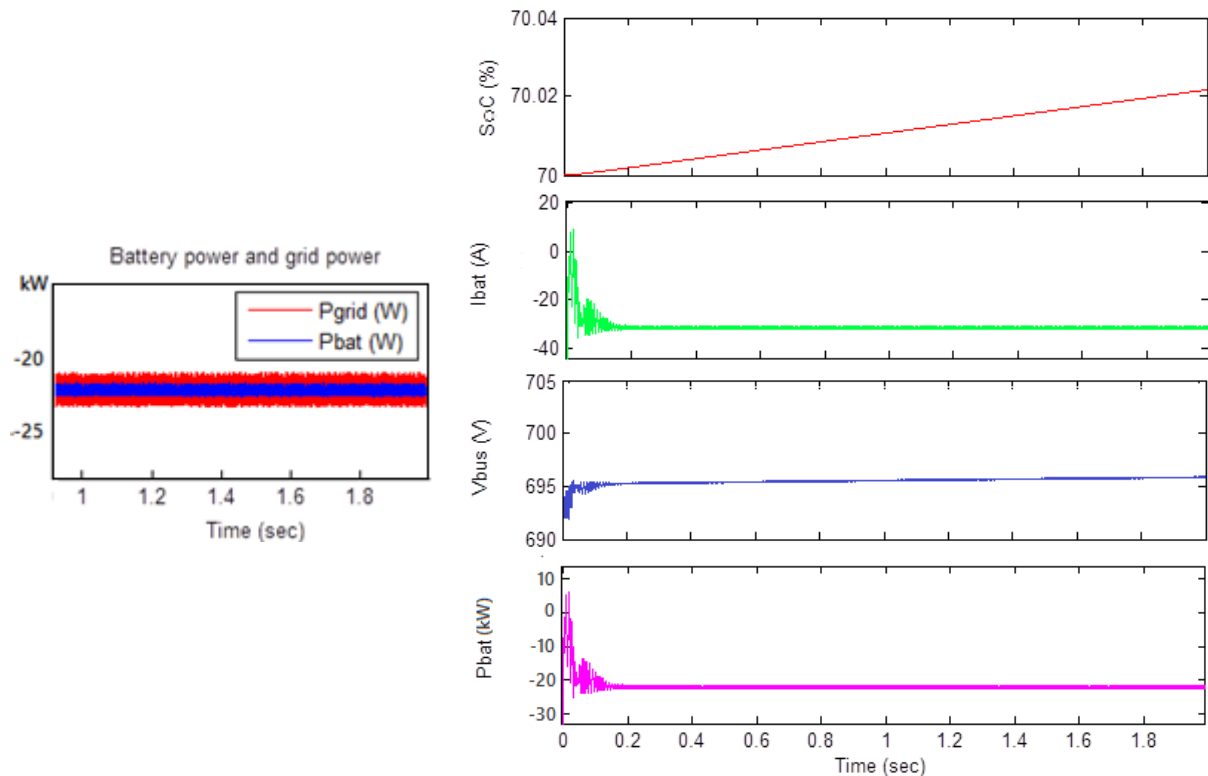 Battery power and grid power
kW
Pgrid (W)
Pbat (W)
-20
-25
1 1.2 1.4 1.6 1.8
Time (sec)
70.04
70.02
70
SoC (%)
20
0
-20
-40
Ibat (A)
705
700
695
690
Vbus (V)
10
0
-10
-20
-30
Pbat (kW)
0 0.2 0.4 0.6 0.8 1 1.2 1.4 1.6 1.8
Time (sec)